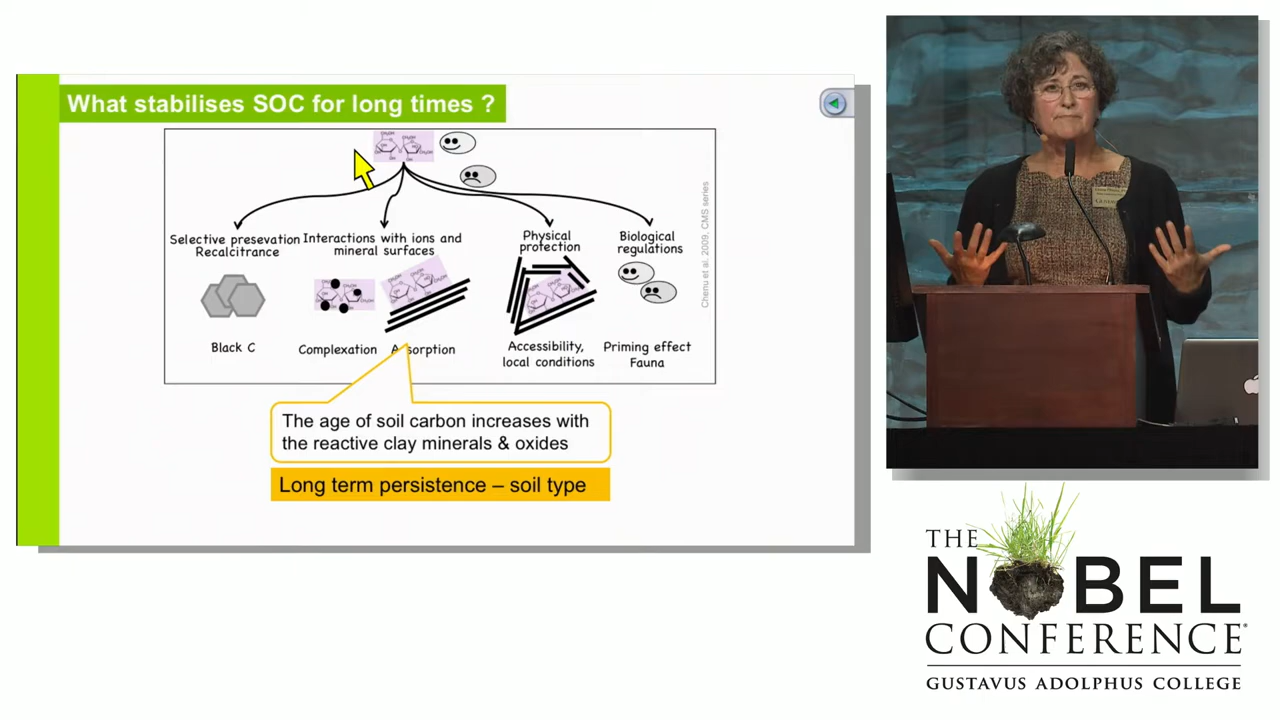 What stabilises SOC for long times ?
Selective presevation
Recalcitrance
Interactions with ions and
mineral surfaces
Physical
protection
Biological
regulations
Black C
Complexation
Accessibility,
local conditions
Priming effect
Fauna
Chenu et al. 2009. CMS series
The age of soil carbon increases with
the reactive clay minerals & oxides
Long term persistence – soil type
THE
NOBEL
CONFERENCE
GUSTAVUS ADOLPHUS COLLEGE